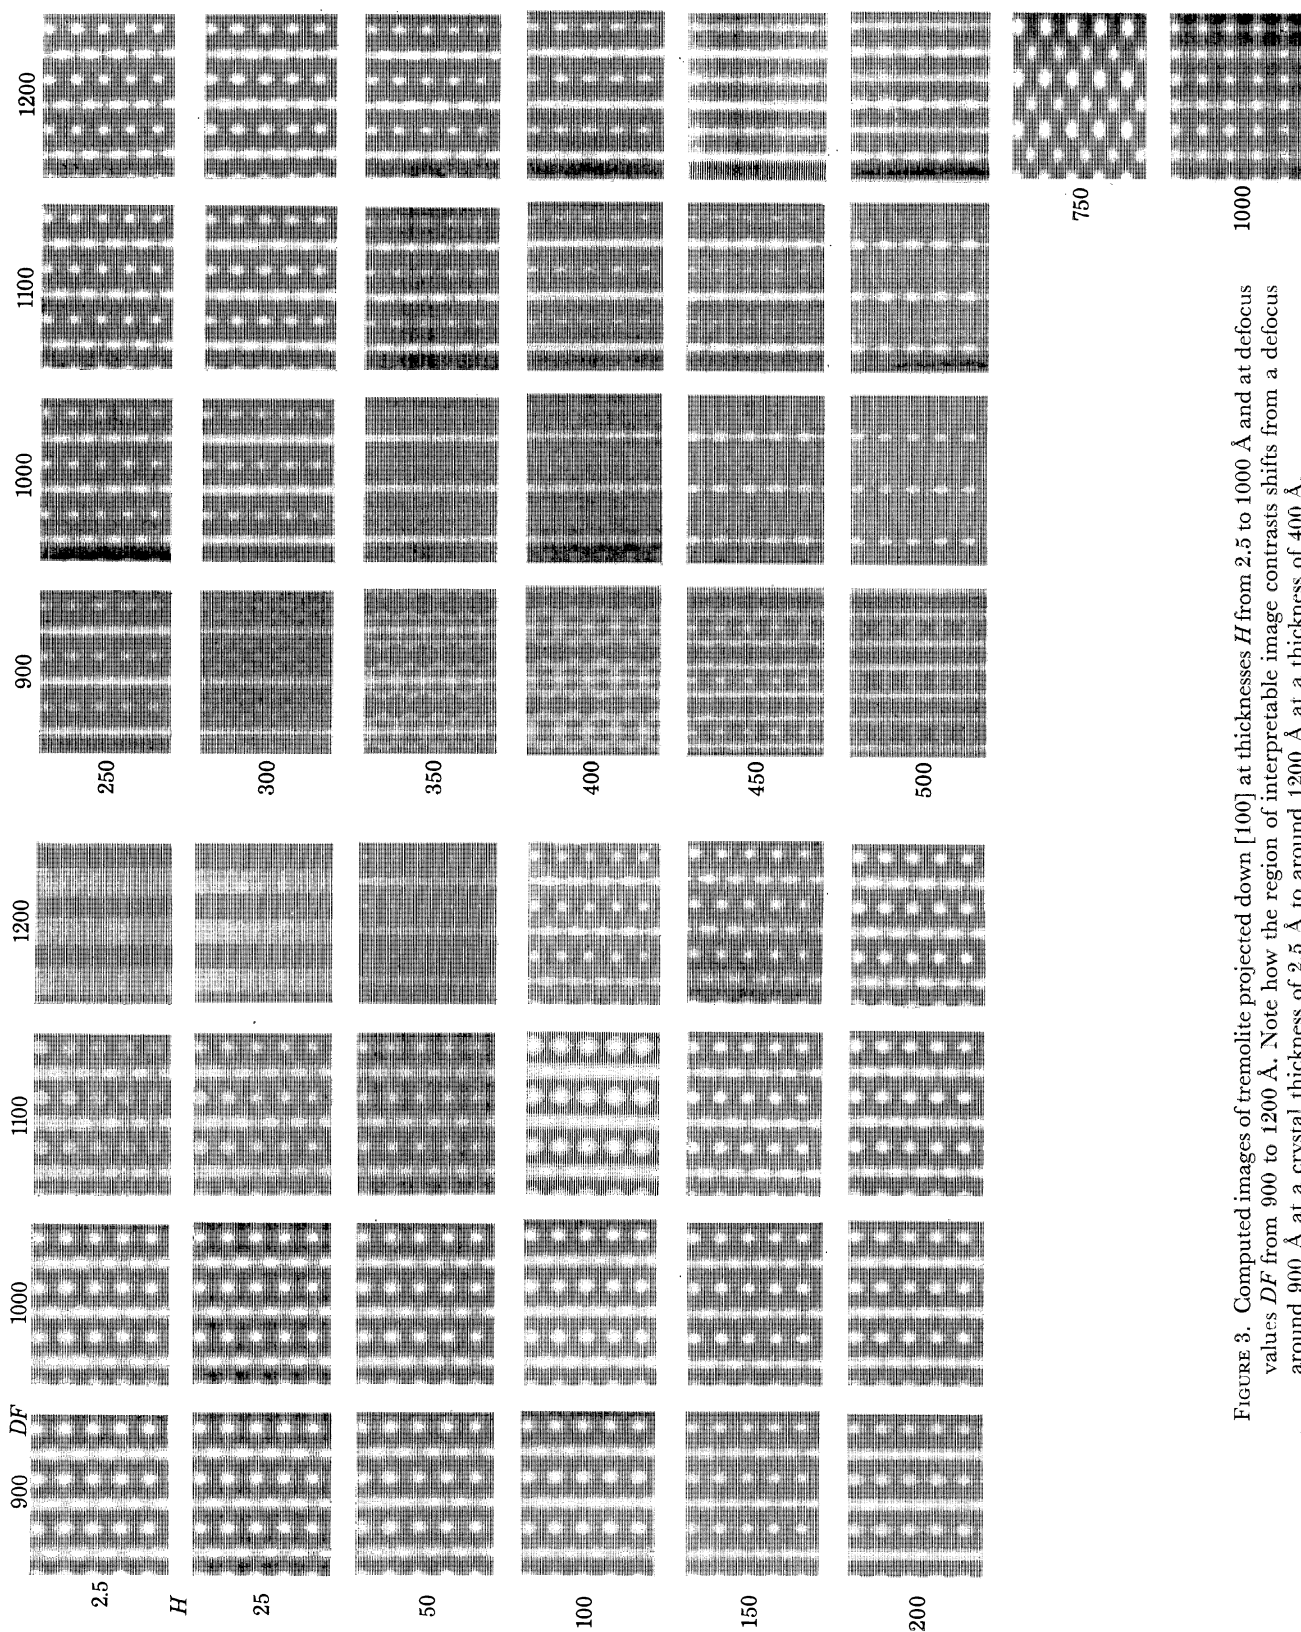 900 DF 1000 1100 1200 900 1000 1100 1200
2.5 250
H
25 300
50 350
100 400
150 450
200 500
750
1000
FIGURE 3. Computed images of tremolite projected down [100] at thicknesses H from 2.5 to 1000 Å and at defocus
values DF from 900 to 1200 Å. Note how the region of interpretable image contrasts shifts from a defocus
around 900 Å at a crystal thickness of 2.5 Å to around 1200 Å at a thickness of 400 Å.